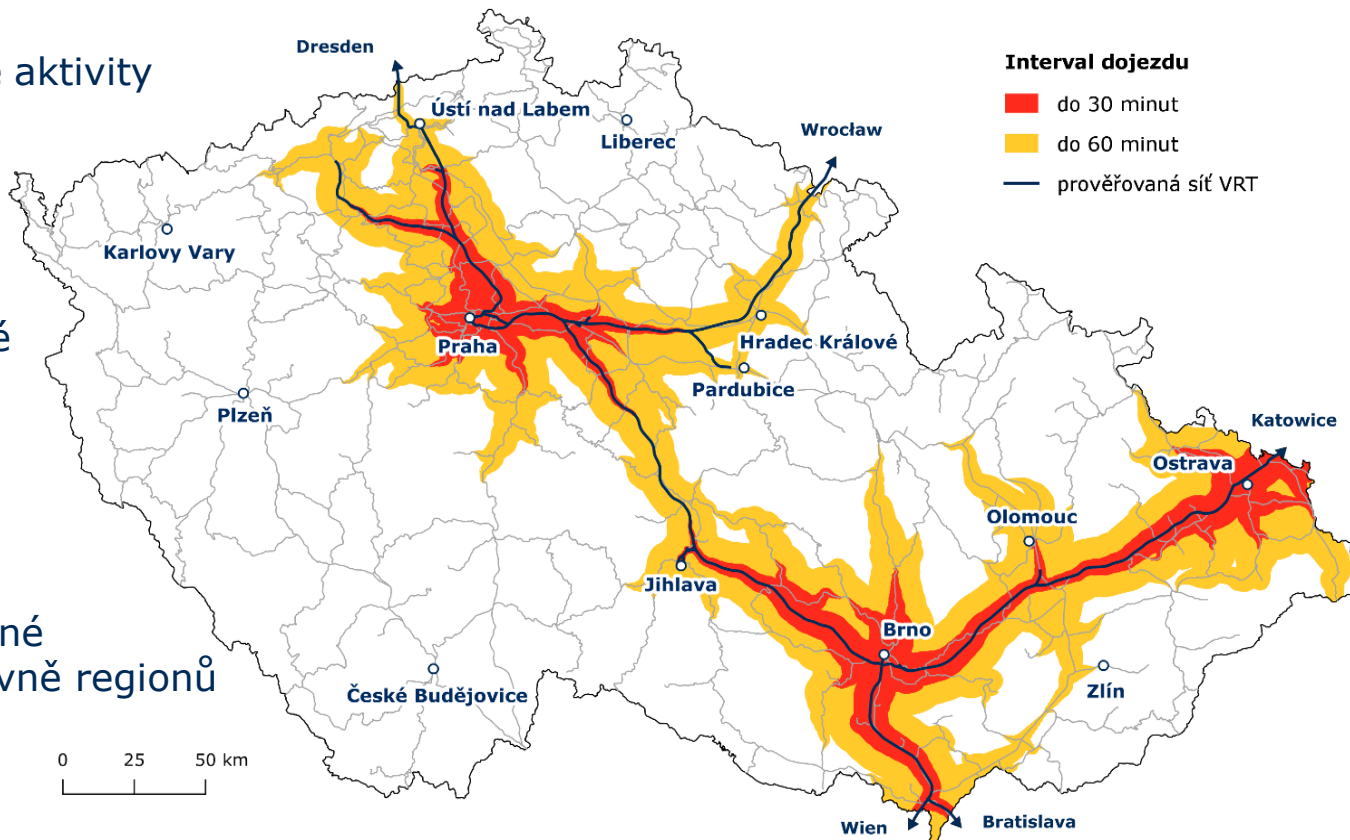 aktivity
é
né
vně regionů
Dresden
Ústí nad Labem
Liberec
Wrocław
Karlovy Vary
Praha
Hradec Králové
Pardubice
Plzeň
Katowice
Ostrava
Olomouc
Jihlava
Brno
Zlín
České Budějovice
Wien
Bratislava
Interval dojezdu
do 30 minut
do 60 minut
prověřovaná síť VRT
0 25 50 km